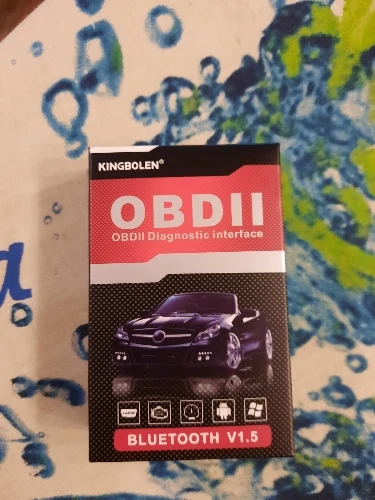 KINGBOLEN®
OBDII
OBDII Diagnostic interface
BLUETOOTH V1.5